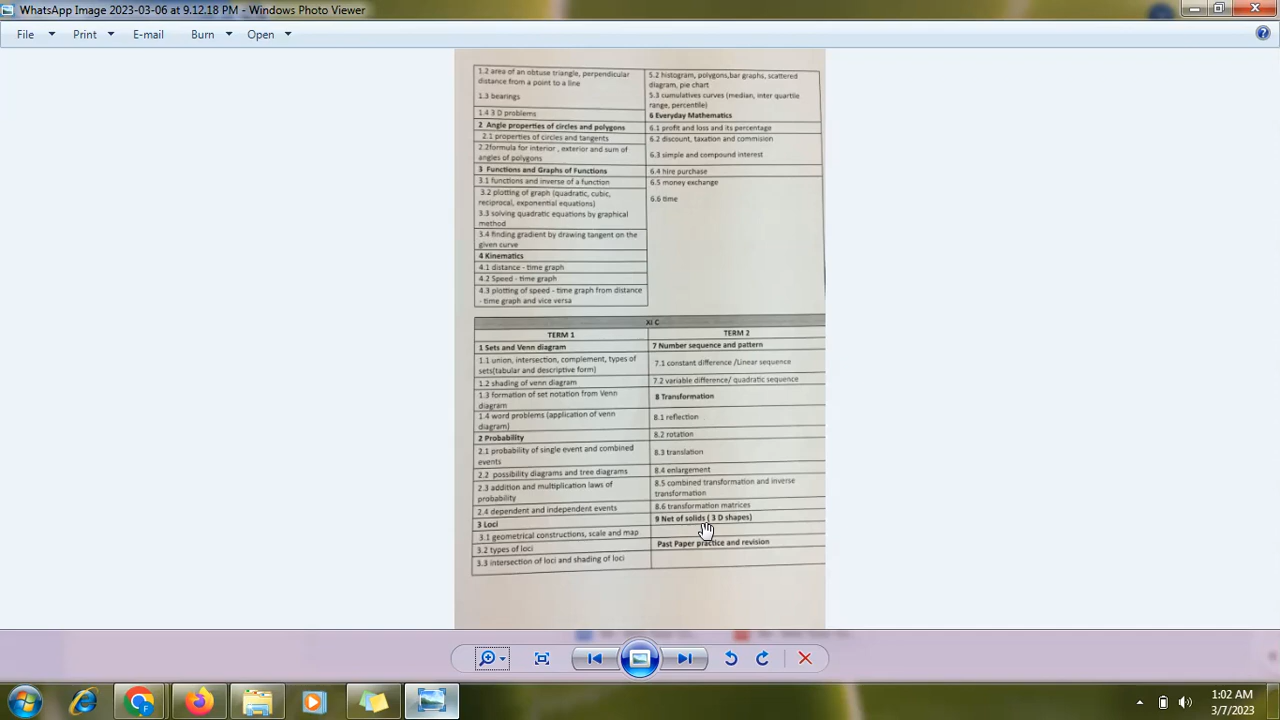 WhatsApp Image 2023-03-06 at 9.12.18 PM - Windows Photo Viewer
File Print E-mail Burn Open
1.2 area of an obtuse triangle, perpendicular
distance from a point to a line
1.3 bearings
1.4 3 D problems
2 Angle properties of circles and polygons
2.1 properties of circles and tangents
2.2formula for interior , exterior and sum of
angles of polygons
3 Functions and Graphs of Functions
3.1 functions and inverse of a function
3.2 plotting of graph (quadratic, cubic,
reciprocal, exponential equations)
3.3 solving quadratic equations by graphical
method
3.4 finding gradient by drawing tangent on the
given curve
4 Kinematics
4.1 distance - time graph
4.2 Speed - time graph
4.3 plotting of speed - time graph from distance
- time graph and vice versa
5.2 histogram, polygons,bar graphs, scattered
diagram, pie chart
5.3 cumulatives curves (median, inter quartile
range, percentile)
6 Everyday Mathematics
6.1 profit and loss and its percentage
6.2 discount, taxation and commision
6.3 simple and compound interest
6.4 hire purchase
6.5 money exchange
6.6 time
XI C
TERM 1
1 Sets and Venn diagram
1.1 union, intersection, complement, types of
sets(tabular and descriptive form)
1.2 shading of venn diagram
1.3 formation of set notation from Venn
diagram
1.4 word problems (application of venn
diagram)
2 Probability
2.1 probability of single event and combined
events
2.2 possibility diagrams and tree diagrams
2.3 addition and multiplication laws of
probability
2.4 dependent and independent events
3 Loci
3.1 geometrical constructions, scale and map
3.2 types of loci
3.3 intersection of loci and shading of loci
TERM 2
7 Number sequence and pattern
7.1 constant difference /Linear sequence
7.2 variable difference/ quadratic sequence
8 Transformation
8.1 reflection
8.2 rotation
8.3 translation
8.4 enlargement
8.5 combined transformation and inverse
transformation
8.6 transformation matrices
9 Net of solids ( 3 D shapes)
Past Paper practice and revision
1:02 AM
3/7/2023